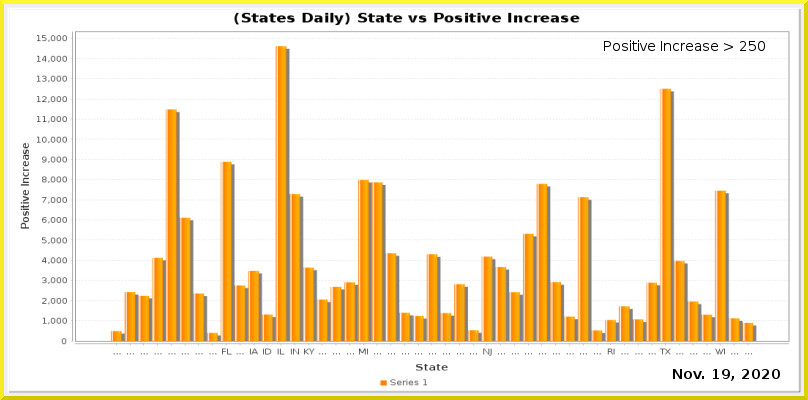 (States Daily) State vs Positive Increase
Positive Increase > 250
15,000
14,000
13,000
12,000
11,000
10,000
9,000
8,000
7,000
6,000
5,000
4,000
3,000
2,000
1,000
0
Positive Increase
... ... ... ... ... ... ... ... FL ... IA ID IL IN KY ... ... ... MI ... ... ... ... ... ... ... ... NJ ... ... ... ... ... ... ... ... RI ... ... ... TX ... ... ... WI ... ...
State
Series 1
Nov. 19, 2020